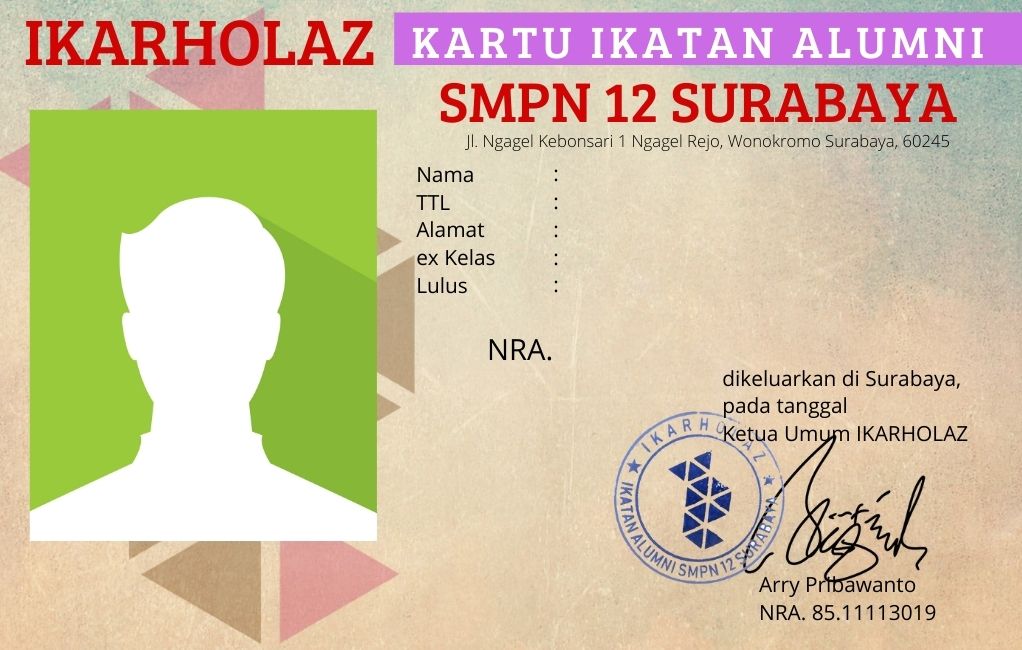 IKARHOLAZ
KARTU IKATAN ALUMNI
SMPN 12 SURABAYA
Jl. Ngagel Kebonsari 1 Ngagel Rejo, Wonokromo Surabaya, 60245
Nama :
TTL :
Alamat :
ex Kelas :
Lulus :
NRA.
dikeluarkan di Surabaya,
pada tanggal
Ketua Umum IKARHOLAZ
IKARHOLAZ
IKATAN ALUMNI SMPN 12 SURABAYA
Arry Pribawanto
NRA. 85.11113019